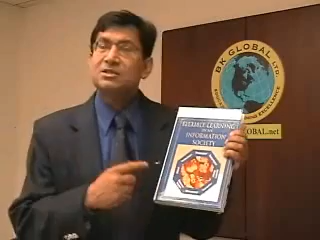 BK GLOBAL LTD.
GLOBAL.net
FLEXIBLE LEARNING
IN AN
INFORMATION
SOCIETY